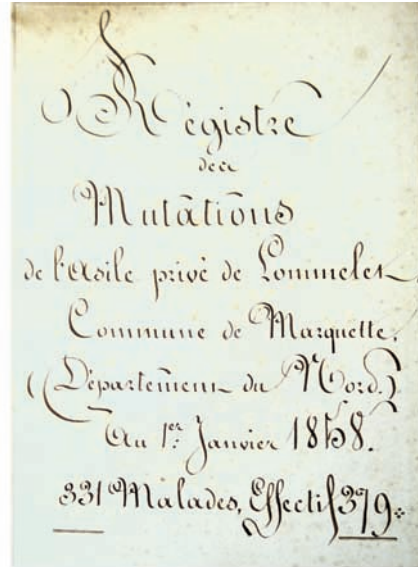 Régistre
des
Mutations
de l'Asile privé de Lommelet
Commune de Marquette.
(Département du Nord.)
Au 1er Janvier 1858.
331 Malades, Effectif 379.